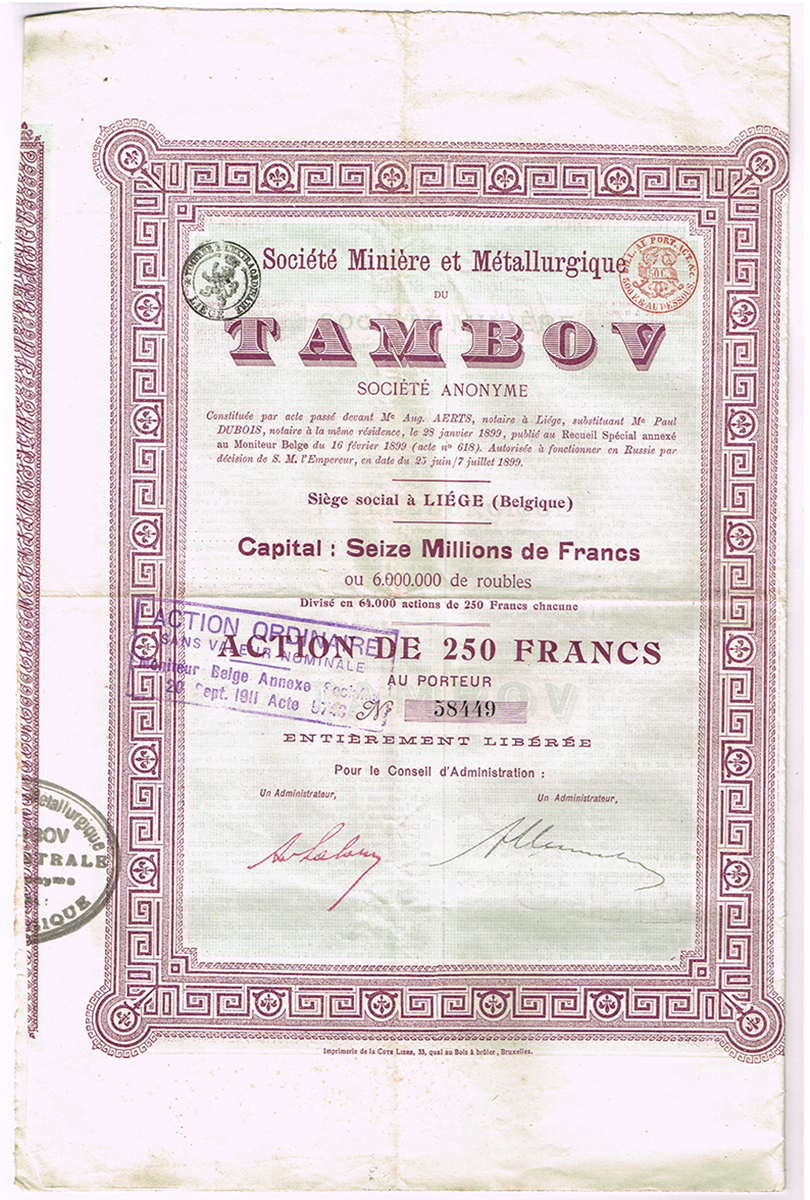 Société Minière et Métallurgique
DU
TAMBOV
SOCIÉTÉ ANONYME
Constituée par acte passé devant Me Aug. AERTS, notaire à Liége, substituant Me Paul
DUBOIS, notaire à la même résidence, le 28 janvier 1899, publié au Recueil Spécial annexé
au Moniteur Belge du 16 février 1899 (acte no 618). Autorisée à fonctionner en Russie par
décision de S. M. l'Empereur, en date du 25 juin/7 juillet 1899.
Siège social à LIÉGE (Belgique)
Capital : Seize Millions de Francs
ou 6.000.000 de roubles
Divisé en 64.000 actions de 250 Francs chacune
ACTION ORDINAIRE
SANS VALEUR NOMINALE
Moniteur Belge Annexe
20 Sept. 1911 Acte
ACTION DE 250 FRANCS
AU PORTEUR
No 58449
ENTIÈREMENT LIBÉRÉE
Pour le Conseil d'Administration :
Un Administrateur,
Un Administrateur,
étallurgique
BOV
TRALE
nyme
IQUE
Imprimerie de la COTE LIBRE, 33, quai au Bois à brûler, Bruxelles.